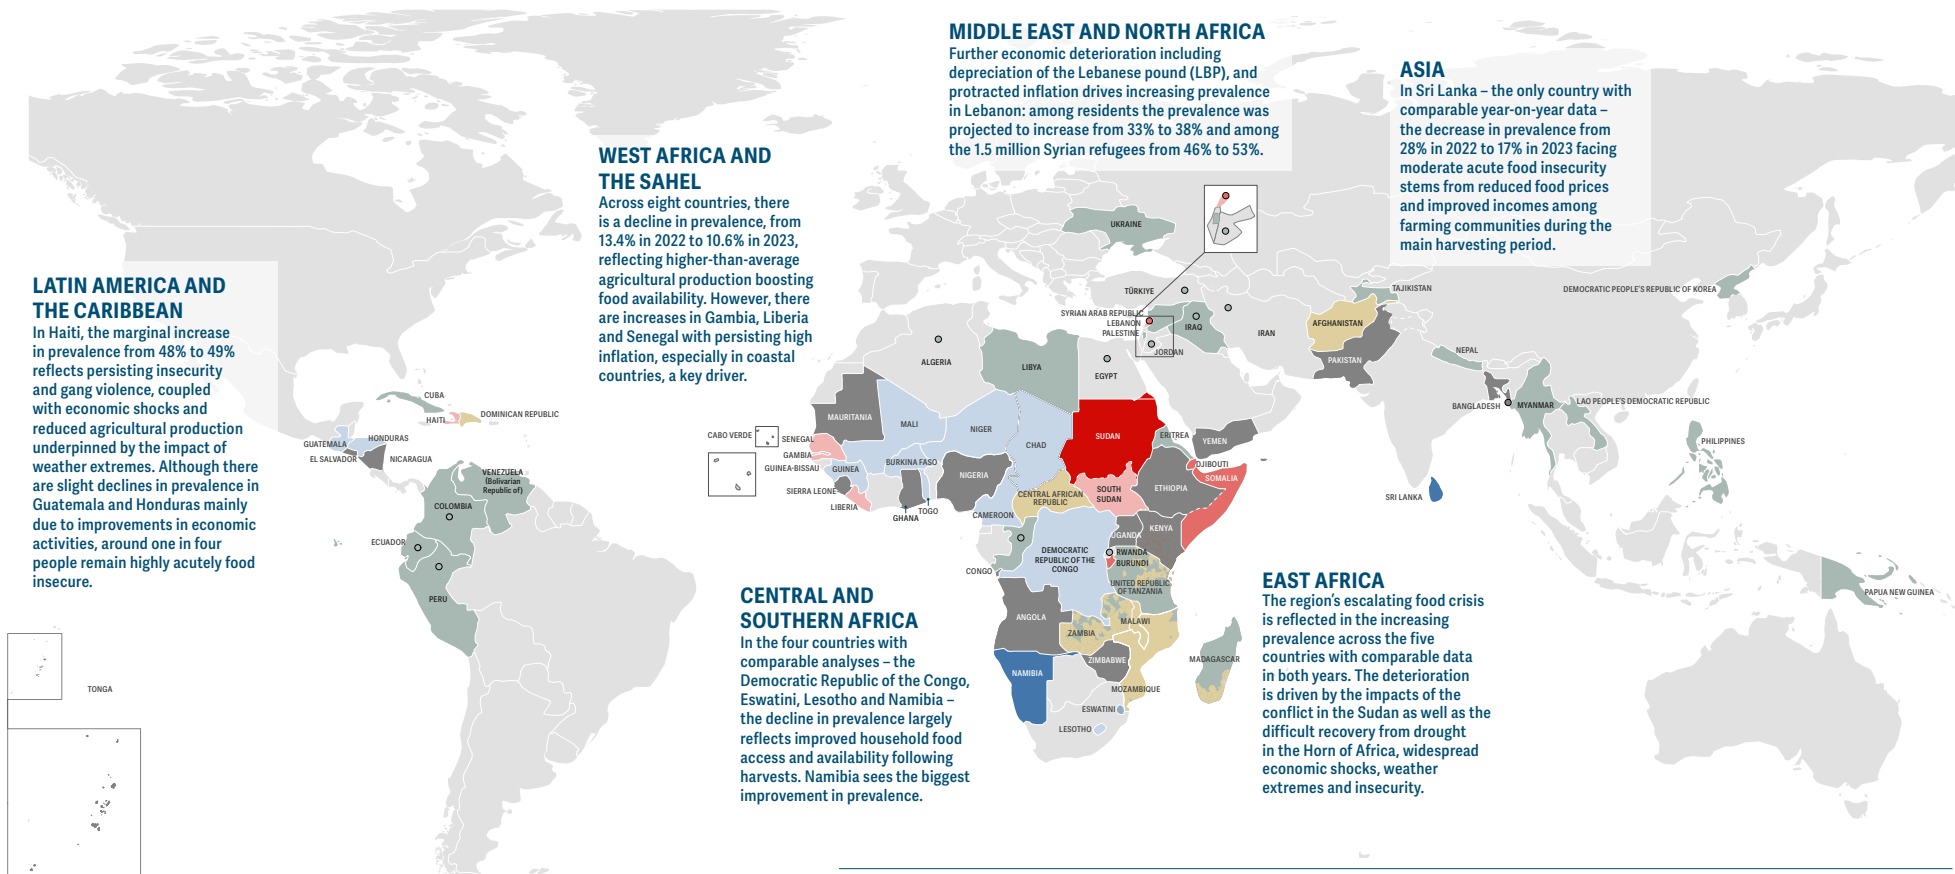 MIDDLE EAST AND NORTH AFRICA
Further economic deterioration including
depreciation of the Lebanese pound (LBP), and
protracted inflation drives increasing prevalence
in Lebanon: among residents the prevalence was
projected to increase from 33% to 38% and among
the 1.5 million Syrian refugees from 46% to 53%.
ASIA
In Sri Lanka – the only country with
comparable year-on-year data –
the decrease in prevalence from
28% in 2022 to 17% in 2023 facing
moderate acute food insecurity
stems from reduced food prices
and improved incomes among
farming communities during the
main harvesting period.
WEST AFRICA AND
THE SAHEL
Across eight countries, there
is a decline in prevalence, from
13.4% in 2022 to 10.6% in 2023,
reflecting higher-than-average
agricultural production boosting
food availability. However, there
are increases in Gambia, Liberia
and Senegal with persisting high
inflation, especially in coastal
countries, a key driver.
LATIN AMERICA AND
THE CARIBBEAN
In Haiti, the marginal increase
in prevalence from 48% to 49%
reflects persisting insecurity
and gang violence, coupled
with economic shocks and
reduced agricultural production
underpinned by the impact of
weather extremes. Although there
are slight declines in prevalence in
Guatemala and Honduras mainly
due to improvements in economic
activities, around one in four
people remain highly acutely food
insecure.
CENTRAL AND
SOUTHERN AFRICA
In the four countries with
comparable analyses – the
Democratic Republic of the Congo,
Eswatini, Lesotho and Namibia –
the decline in prevalence largely
reflects improved household food
access and availability following
harvests. Namibia sees the biggest
improvement in prevalence.
EAST AFRICA
The region's escalating food crisis
is reflected in the increasing
prevalence across the five
countries with comparable data
in both years. The deterioration
is driven by the impacts of the
conflict in the Sudan as well as the
difficult recovery from drought
in the Horn of Africa, widespread
economic shocks, weather
extremes and insecurity.
CUBA
HAITI
DOMINICAN REPUBLIC
GUATEMALA
HONDURAS
EL SALVADOR
NICARAGUA
VENEZUELA
(Bolivarian
Republic of)
COLOMBIA
ECUADOR
PERU
TONGA
UKRAINE
TÜRKIYE
SYRIAN ARAB REPUBLIC
LEBANON
PALESTINE
IRAQ
IRAN
JORDAN
ALGERIA
LIBYA
EGYPT
MAURITANIA
MALI
NIGER
CHAD
SUDAN
ERITREA
YEMEN
DJIBOUTI
SOMALIA
CABO VERDE
SENEGAL
GAMBIA
GUINEA-BISSAU
GUINEA
BURKINA FASO
NIGERIA
SIERRA LEONE
LIBERIA
GHANA
TOGO
CAMEROON
CENTRAL AFRICAN
REPUBLIC
SOUTH
SUDAN
ETHIOPIA
KENYA
UGANDA
RWANDA
BURUNDI
DEMOCRATIC
REPUBLIC OF THE
CONGO
CONGO
UNITED REPUBLIC
OF TANZANIA
ANGOLA
ZAMBIA
MALAWI
MADAGASCAR
NAMIBIA
ZIMBABWE
MOZAMBIQUE
ESWATINI
LESOTHO
AFGHANISTAN
TAJIKISTAN
PAKISTAN
NEPAL
BANGLADESH
MYANMAR
LAO PEOPLE'S DEMOCRATIC REPUBLIC
DEMOCRATIC PEOPLE'S REPUBLIC OF KOREA
PHILIPPINES
SRI LANKA
PAPUA NEW GUINEA